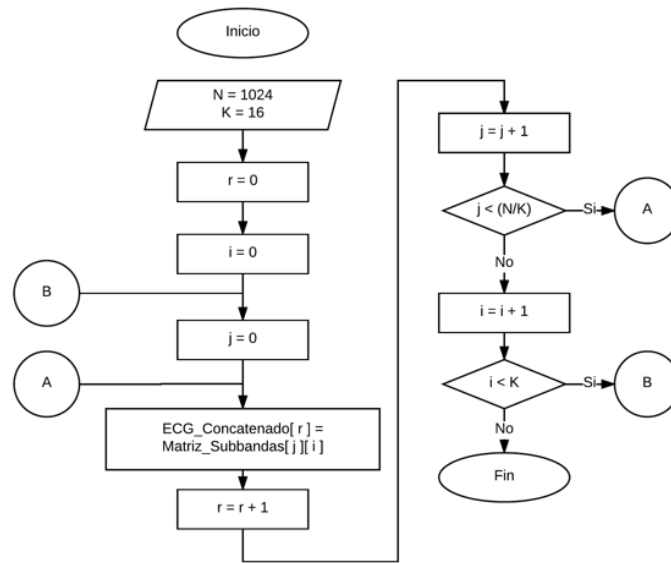 Inicio
N = 1024
K = 16
r = 0
i = 0
B
j = 0
A
ECG_Concatenado[ r ] =
Matriz_Subbandas[ j ][ i ]
r = r + 1
j = j + 1
j < (N/K)
Si
A
No
i = i + 1
i < K
Si
B
No
Fin